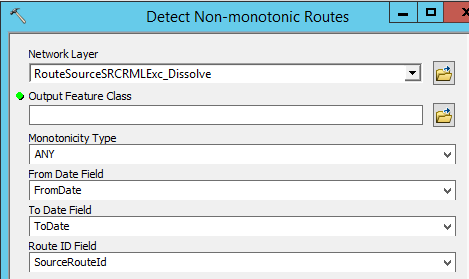 Detect Non-monotonic Routes
Network Layer
RouteSourceSRCRMLExc_Dissolve
Output Feature Class
Monotonicity Type
ANY
From Date Field
FromDate
To Date Field
ToDate
Route ID Field
SourceRouteId